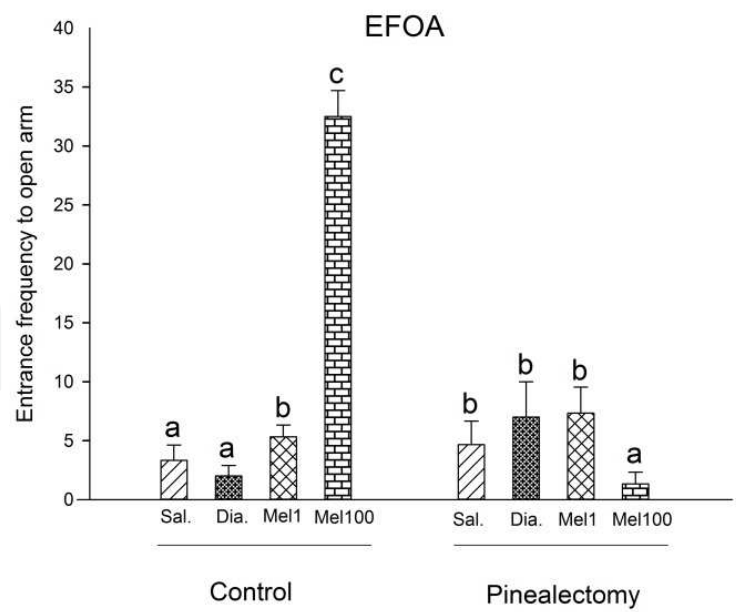 EFOA
Entrance frequency to open arm
40
35
30
25
20
15
10
5
0
a
a
b
c
b
b
b
a
Sal. Dia. Mel1 Mel100 Sal. Dia. Mel1 Mel100
Control Pinealectomy